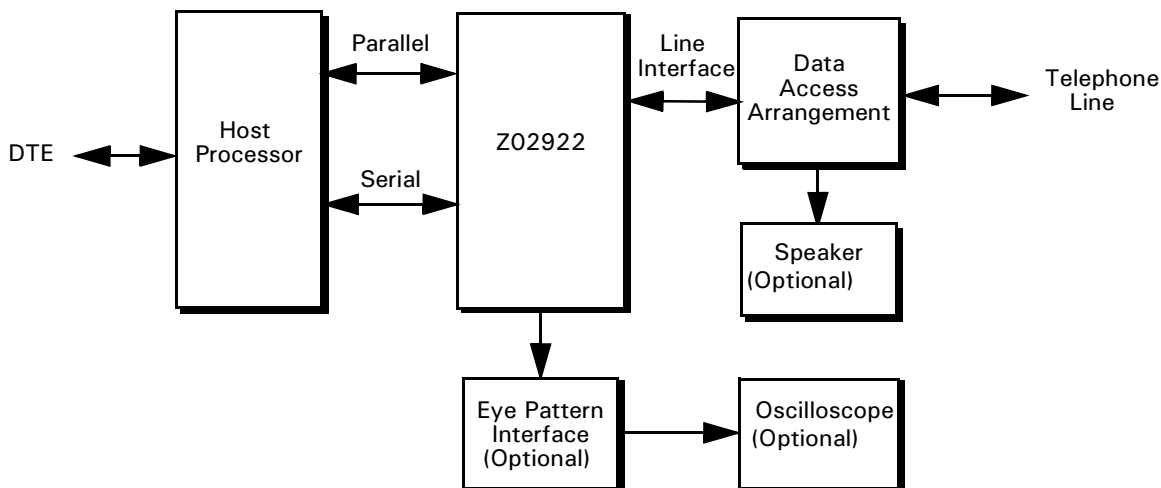 DTE
Host
Processor
Parallel
Serial
Z02922
Line
Interface
Data
Access
Arrangement
Telephone
Line
Speaker
(Optional)
Eye Pattern
Interface
(Optional)
Oscilloscope
(Optional)